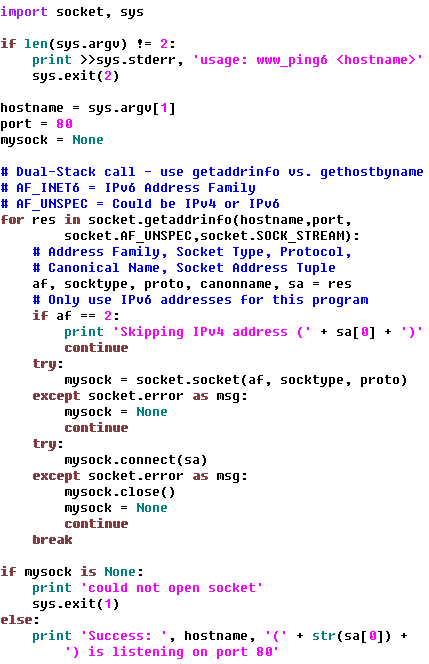 import socket, sys

if len(sys.argv) != 2:
    print >>sys.stderr, 'usage: www_ping6 <hostname>'
    sys.exit(2)

hostname = sys.argv[1]
port = 80
mysock = None

# Dual-Stack call - use getaddrinfo vs. gethostbyname
# AF_INET6 = IPv6 Address Family
# AF_UNSPEC = Could be IPv4 or IPv6
for res in socket.getaddrinfo(hostname,port,
        socket.AF_UNSPEC,socket.SOCK_STREAM):
    # Address Family, Socket Type, Protocol,
    # Canonical Name, Socket Address Tuple
    af, socktype, proto, canonname, sa = res
    # Only use IPv6 addresses for this program
    if af == 2:
        print 'Skipping IPv4 address (' + sa[0] + ')'
        continue
    try:
        mysock = socket.socket(af, socktype, proto)
    except socket.error as msg:
        mysock = None
        continue
    try:
        mysock.connect(sa)
    except socket.error as msg:
        mysock.close()
        mysock = None
        continue
    break

if mysock is None:
    print 'could not open socket'
    sys.exit(1)
else:
    print 'Success: ', hostname, '(' + str(sa[0]) +
        ') is listening on port 80'